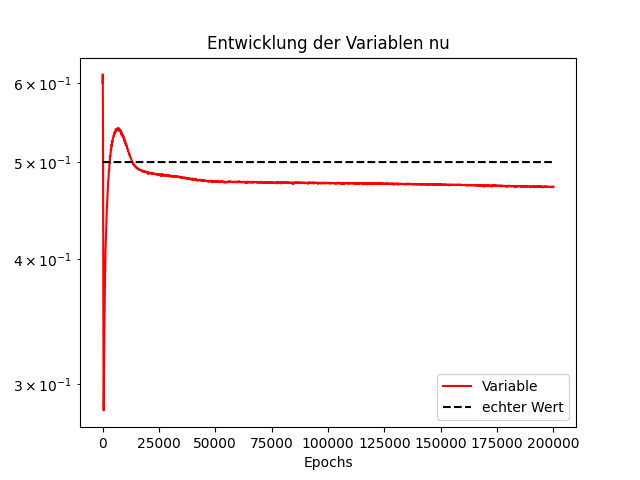 Entwicklung der Variablen nu
6 × 10⁻¹
5 × 10⁻¹
4 × 10⁻¹
3 × 10⁻¹
Variable
echter Wert
0 25000 50000 75000 100000 125000 150000 175000 200000
Epochs